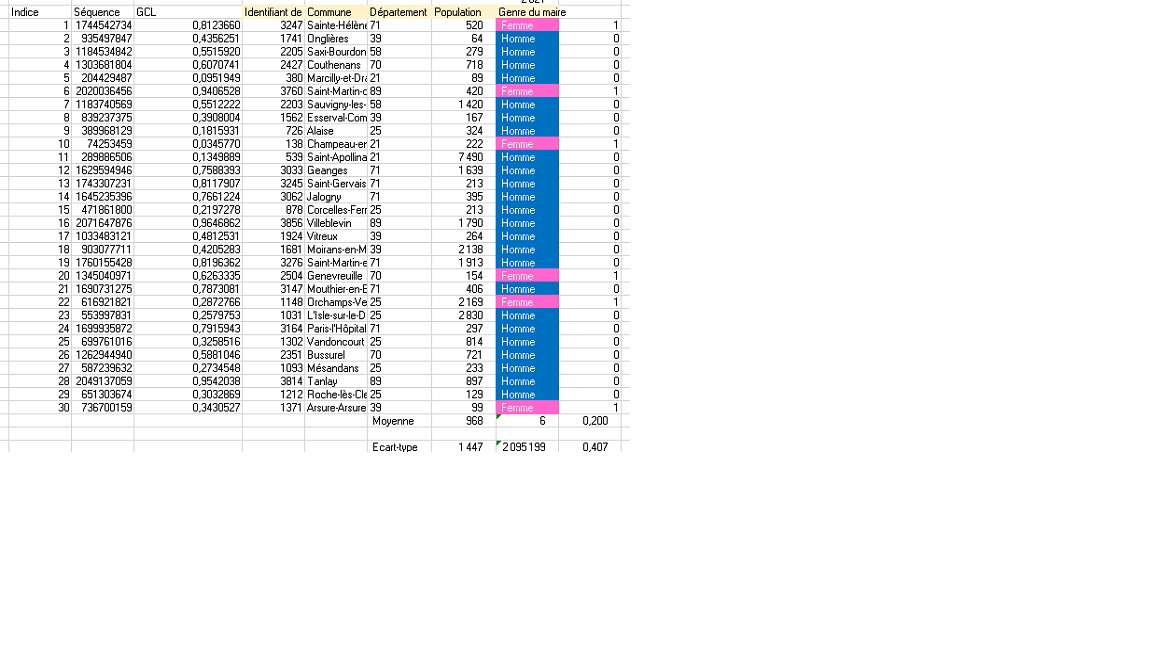 2021
Indice Séquence GCL Identifiant de Commune Département Population Genre du maire
1 1744542734 0,8123660 3247 Sainte-Hélène 71 520 Femme 1
2 935497847 0,4356251 1741 Onglières 39 64 Homme 0
3 1184534842 0,5515920 2205 Saxi-Bourdon 58 279 Homme 0
4 1303681804 0,6070741 2427 Couthenans 70 718 Homme 0
5 204429487 0,0951949 380 Marcilly-et-Dra 21 89 Homme 0
6 2020036456 0,9406528 3760 Saint-Martin-d 89 420 Femme 1
7 1183740569 0,5512222 2203 Sauvigny-les- 58 1 420 Homme 0
8 839237375 0,3908004 1562 Esserval-Com 39 167 Homme 0
9 389968129 0,1815931 726 Alaise 25 324 Homme 0
10 74253459 0,0345770 138 Champeau-en 21 222 Femme 1
11 289886506 0,1349889 539 Saint-Apollina 21 7 490 Homme 0
12 1629594946 0,7588393 3033 Geanges 71 1 639 Homme 0
13 1743307231 0,8117907 3245 Saint-Gervais 71 213 Homme 0
14 1645235396 0,7661224 3062 Jalogny 71 395 Homme 0
15 471861800 0,2197278 878 Corcelles-Ferr 25 213 Homme 0
16 2071647876 0,9646862 3856 Villeblevin 89 1 790 Homme 0
17 1033483121 0,4812531 1924 Vitreux 39 264 Homme 0
18 903077711 0,4205283 1681 Moirans-en-M 39 2 138 Homme 0
19 1760155428 0,8196362 3276 Saint-Martin-e 71 1 913 Homme 0
20 1345040971 0,6263335 2504 Genevreuille 70 154 Femme 1
21 1690731275 0,7873081 3147 Mouthier-en-B 71 406 Homme 0
22 616921821 0,2872766 1148 Orchamps-Ve 25 2 169 Femme 1
23 553997831 0,2579753 1031 L'Isle-sur-le-D 25 2 830 Homme 0
24 1699935872 0,7915943 3164 Paris-l'Hôpital 71 297 Homme 0
25 699761016 0,3258516 1302 Vandoncourt 25 814 Homme 0
26 1262944940 0,5881046 2351 Bussurel 70 721 Homme 0
27 587239632 0,2734548 1093 Mésandans 25 233 Homme 0
28 2049137059 0,9542038 3814 Tanlay 89 897 Homme 0
29 651303674 0,3032869 1212 Roche-lès-Cle 25 129 Homme 0
30 736700159 0,3430527 1371 Arsure-Arsure 39 99 Femme 1
Moyenne 968 6 0,200
Ecart-type 1 447 2 095 199 0,407